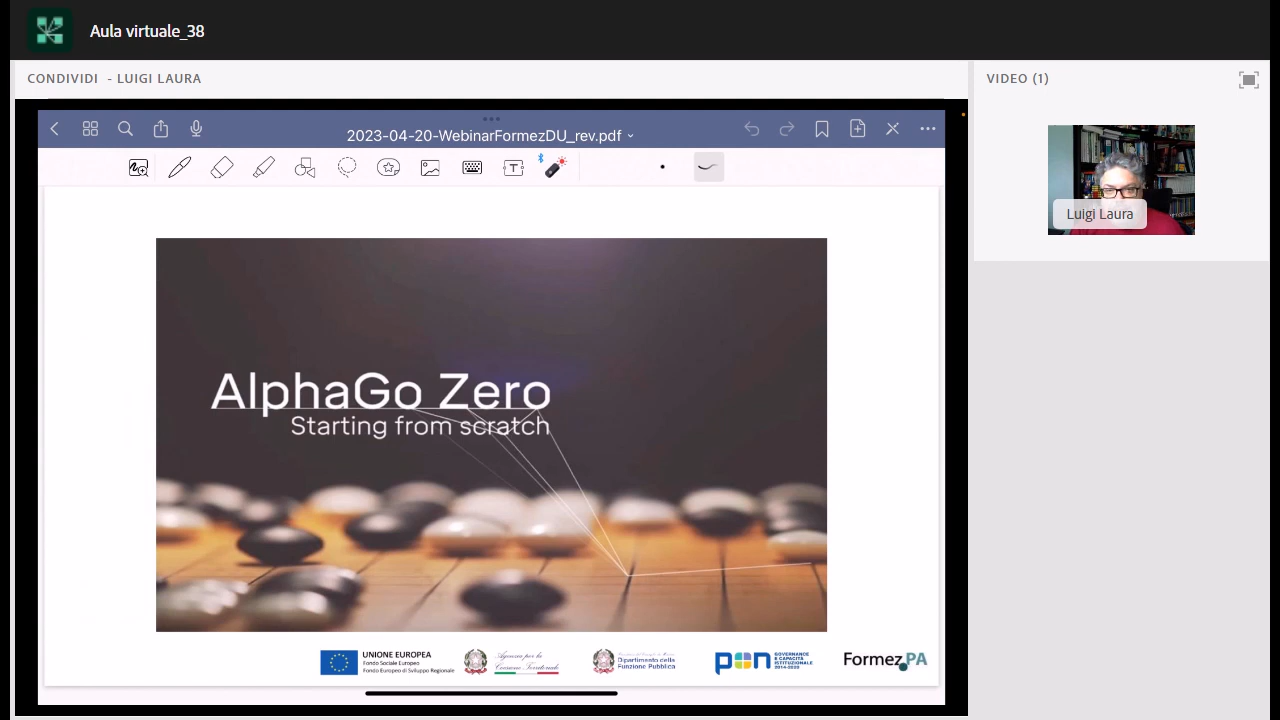 Aula virtuale_38
CONDIVIDI - LUIGI LAURA
VIDEO (1)
2023-04-20-WebinarFormezDU_rev.pdf
T
Luigi Laura
AlphaGo Zero
Starting from scratch
UNIONE EUROPEA
Fondo Sociale Europeo
Fondo Europeo di Sviluppo Regionale
Agenzia per la
Coesione Territoriale
Dipartimento della
Funzione Pubblica
pon
GOVERNANCE
E CAPACITÀ
ISTITUZIONALE
2014-2020
Formez PA